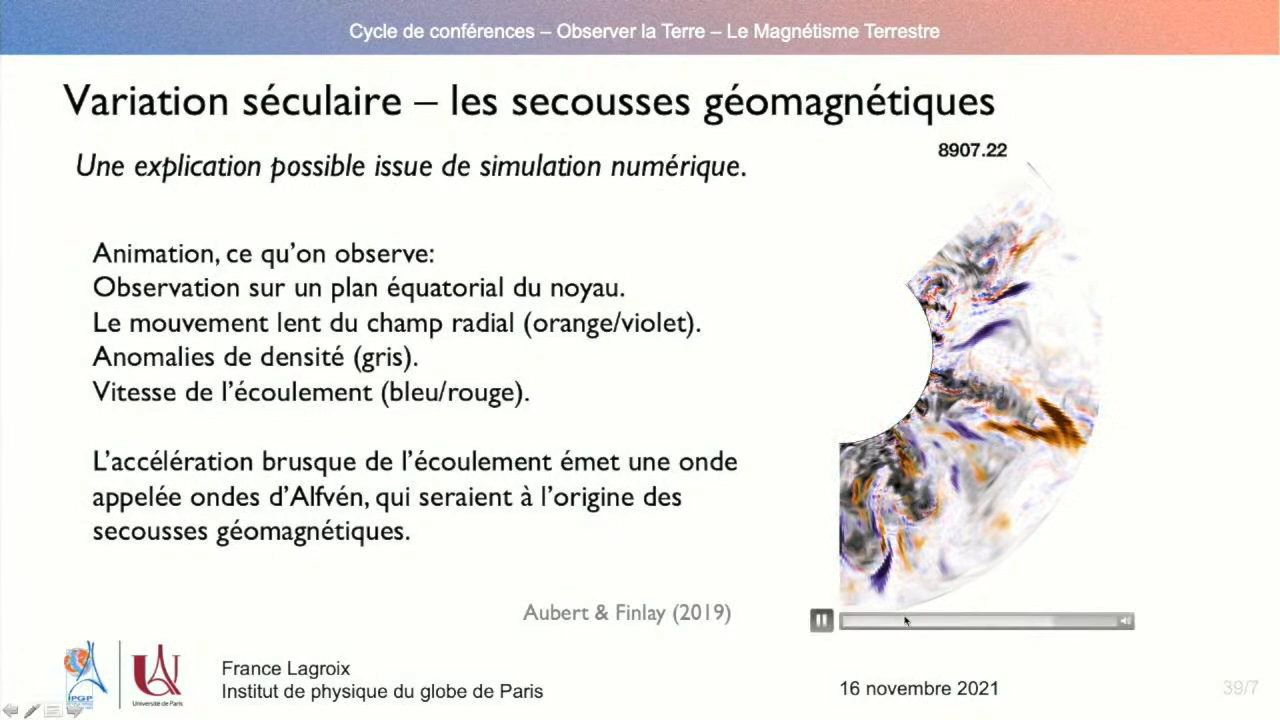 Cycle de conférences – Observer la Terre – Le Magnétisme Terrestre
Variation séculaire – les secousses géomagnétiques
Une explication possible issue de simulation numérique.
8907.22
Animation, ce qu'on observe:
Observation sur un plan équatorial du noyau.
Le mouvement lent du champ radial (orange/violet).
Anomalies de densité (gris).
Vitesse de l'écoulement (bleu/rouge).
L'accélération brusque de l'écoulement émet une onde
appelée ondes d'Alfvén, qui seraient à l'origine des
secousses géomagnétiques.
Aubert & Finlay (2019)
IPGP
Université de Paris
France Lagroix
Institut de physique du globe de Paris
16 novembre 2021
39/7